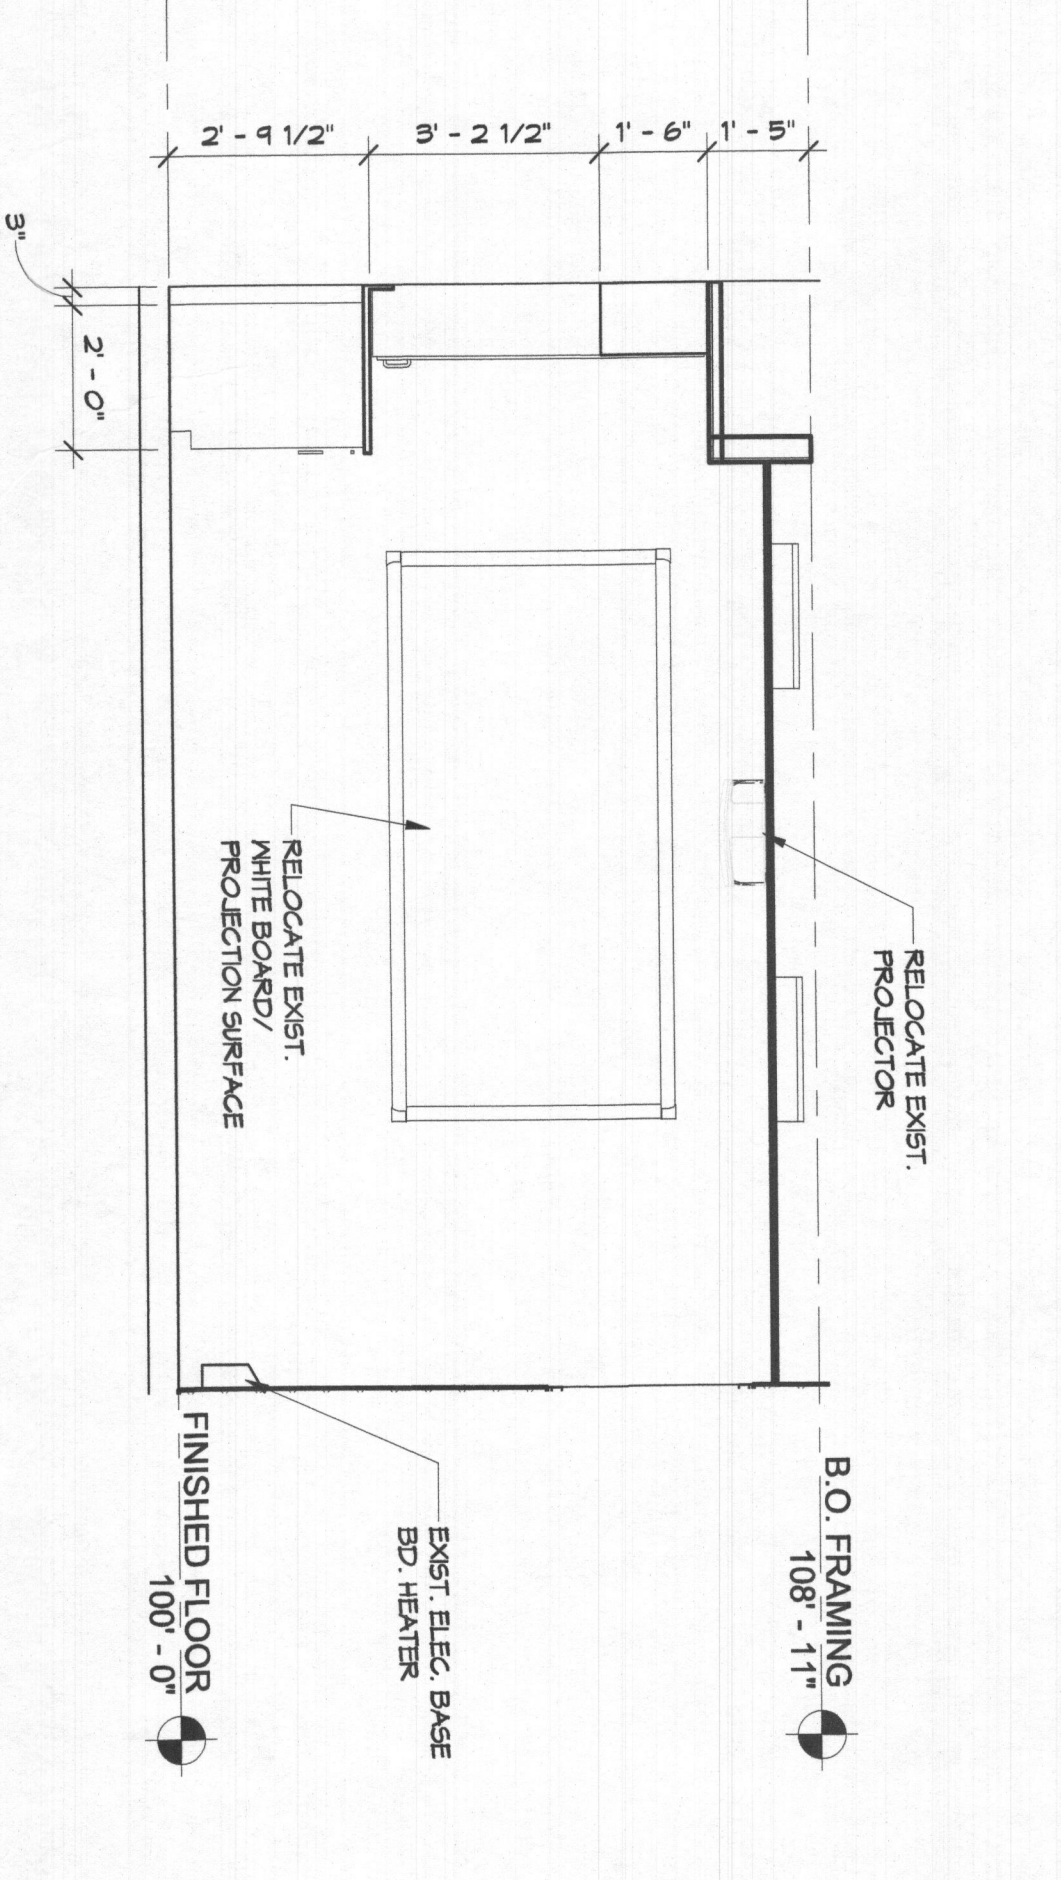 2' - 9 1/2"
3' - 2 1/2"
1' - 6"
1' - 5"
3"
2' - 0"
RELOCATE EXIST.
PROJECTOR
RELOCATE EXIST.
WHITE BOARD/
PROJECTION SURFACE
B.O. FRAMING
108' - 11"
EXIST. ELEC. BASE
BD. HEATER
FINISHED FLOOR
100' - 0"